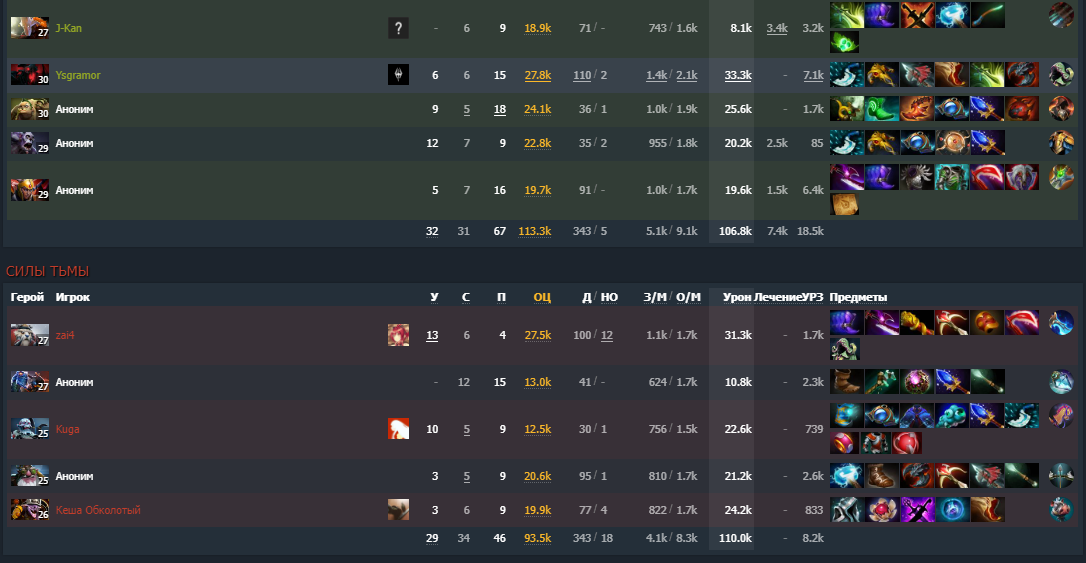 27 J-Kan ? - 6 9 18.9k 71 / - 743 / 1.6k 8.1k 3.4k 3.2k
30 Ysgramor 6 6 15 27.8k 110 / 2 1.4k / 2.1k 33.3k - 7.1k
30 Аноним 9 5 18 24.1k 36 / 1 1.0k / 1.9k 25.6k - 1.7k
29 Аноним 12 7 9 22.8k 35 / 2 955 / 1.8k 20.2k 2.5k 85
29 Аноним 5 7 16 19.7k 91 / - 1.0k / 1.7k 19.6k 1.5k 6.4k
32 31 67 113.3k 343 / 5 5.1k / 9.1k 106.8k 7.4k 18.5k
СИЛЫ ТЬМЫ
Герой Игрок У С П ОЦ Д / НО З/М / О/М Урон Лечение УРЗ Предметы
27 zai4 13 6 4 27.5k 100 / 12 1.1k / 1.7k 31.3k - 1.7k
27 Аноним - 12 15 13.0k 41 / - 624 / 1.7k 10.8k - 2.3k
25 Kuga 10 5 9 12.5k 30 / 1 756 / 1.5k 22.6k - 739
25 Аноним 3 5 9 20.6k 95 / 1 810 / 1.7k 21.2k - 2.6k
26 Кеша Обколотый 3 6 9 19.9k 77 / 4 822 / 1.7k 24.2k - 833
29 34 46 93.5k 343 / 18 4.1k / 8.3k 110.0k - 8.2k